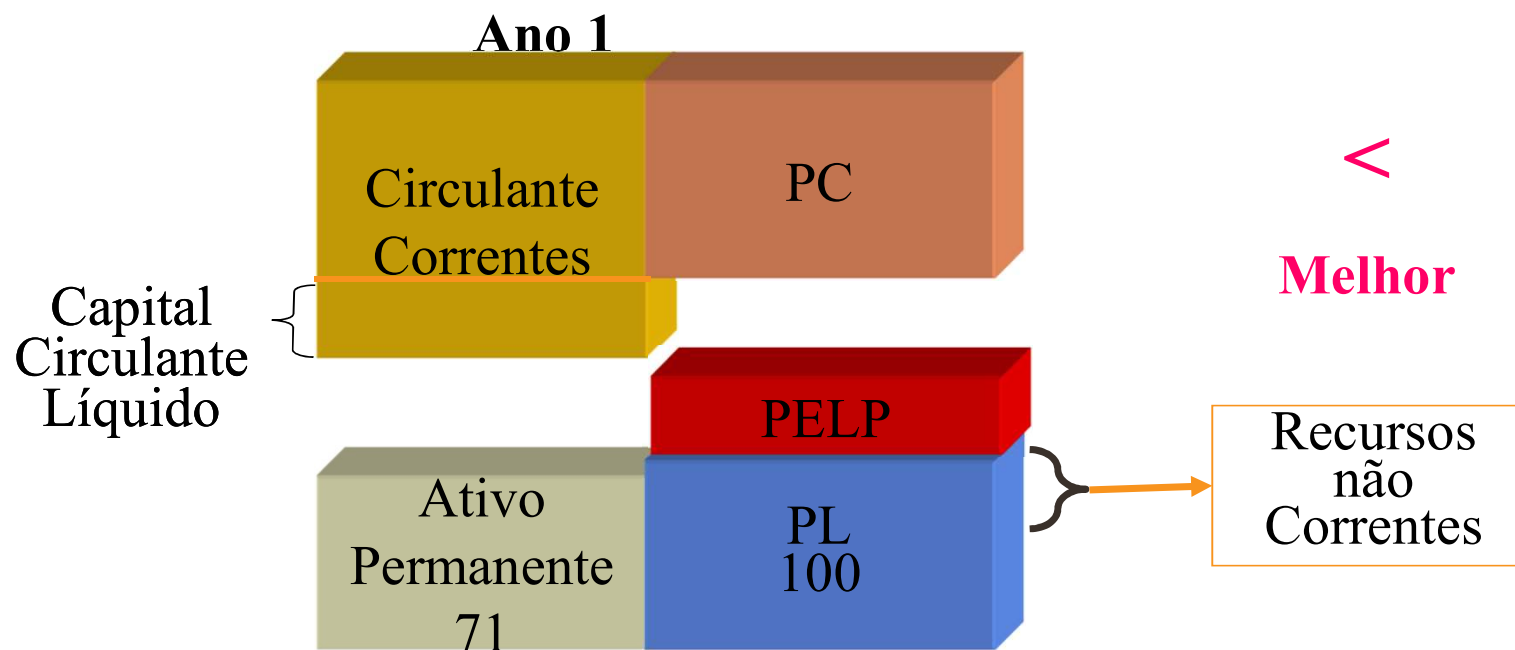 Ano 1
Circulante
Correntes
PC
<
Melhor
Capital
Circulante
Líquido
PELP
Ativo
Permanente
71
PL
100
Recursos
não
Correntes